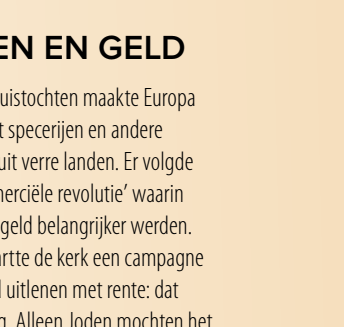 EN EN GELD
uistochten maakte Europa
t specerijen en andere
uit verre landen. Er volgde
merciële revolutie’ waarin
geld belangrijker werden.
rtte de kerk een campagne
uitlenen met rente: dat
Alleen Joden mochten het